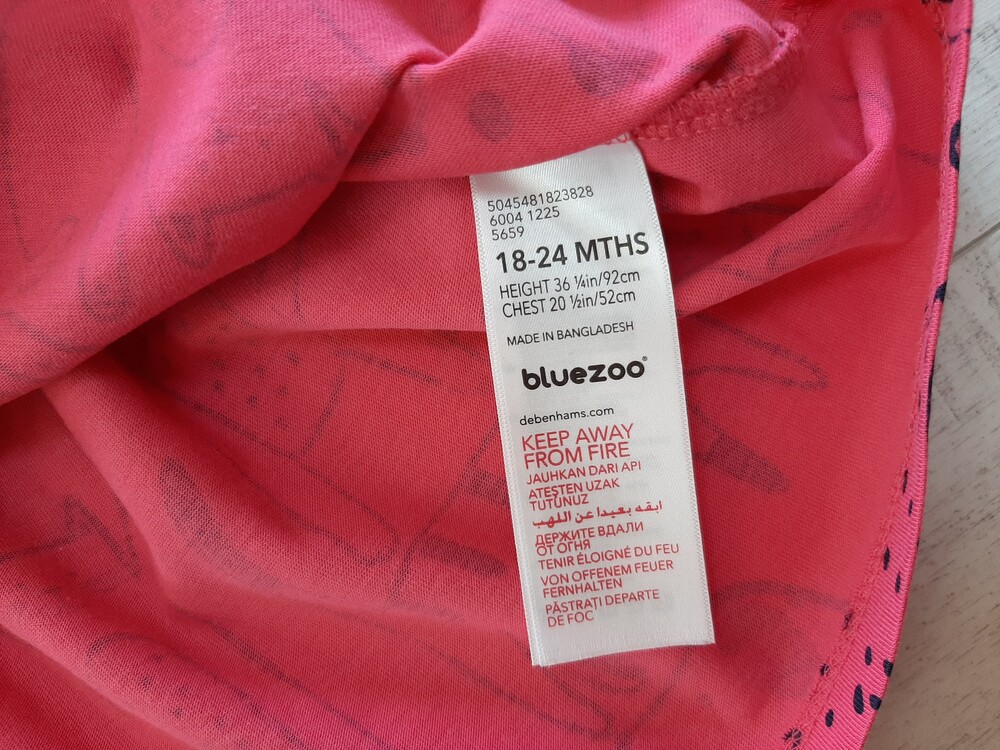 5045481823828
6004 1225
5659
18-24 MTHS
HEIGHT 36 ¼in/92cm
CHEST 20 ½in/52cm
MADE IN BANGLADESH
bluezoo®
debenhams.com
KEEP AWAY
FROM FIRE
JAUHKAN DARI API
ATEŞTEN UZAK
TUTUNUZ
ابقه بعيدا عن اللهب
ДЕРЖИТЕ ВДАЛИ
ОТ ОГНЯ
TENIR ÉLOIGNÉ DU FEU
VON OFFENEM FEUER
FERNHALTEN
PĂSTRAȚI DEPARTE
DE FOC